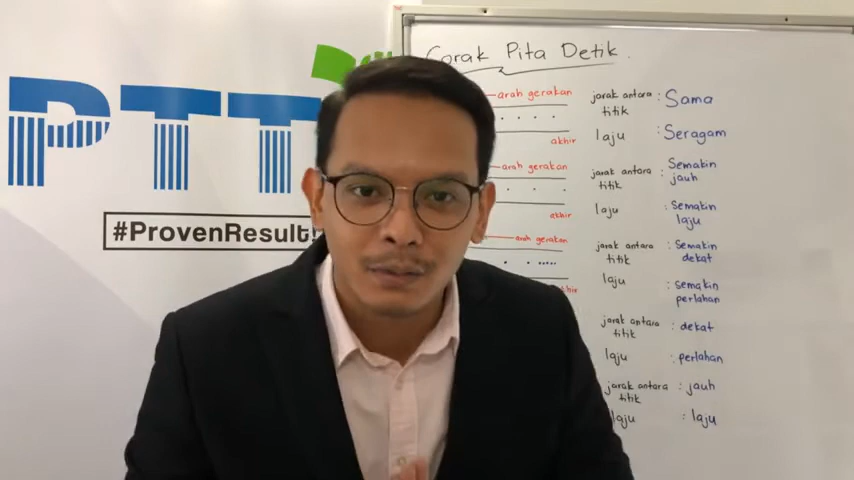 PTT
#ProvenResult!
Corak Pita Detik
arah gerakan
akhir
jarak antara titik : Sama
laju : Seragam
arah gerakan
akhir
jarak antara titik : Semakin jauh
laju : Semakin laju
arah gerakan
akhir
jarak antara titik : Semakin dekat
laju : Semakin perlahan
jarak antara titik : dekat
laju : perlahan
jarak antara titik : jauh
laju : laju